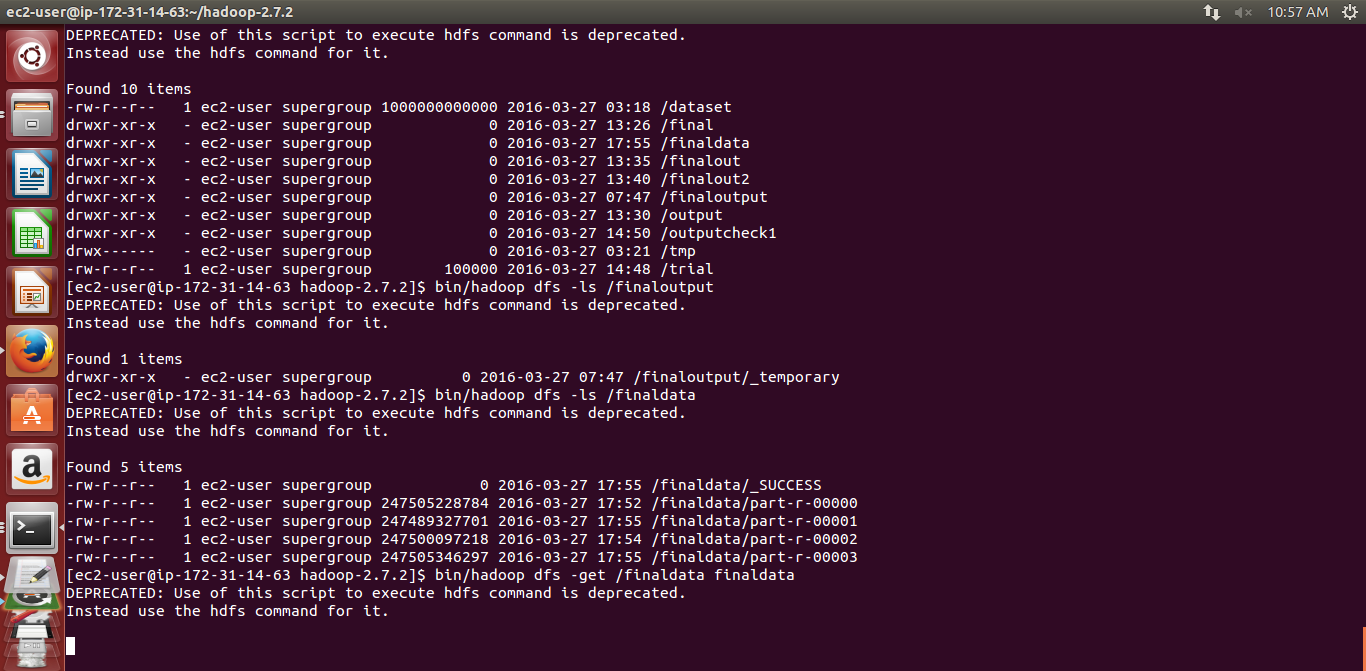 ec2-user@ip-172-31-14-63:~/hadoop-2.7.2 10:57 AM
DEPRECATED: Use of this script to execute hdfs command is deprecated.
Instead use the hdfs command for it.
Found 10 items
-rw-r--r--   1 ec2-user supergroup 1000000000000 2016-03-27 03:18 /dataset
drwxr-xr-x   - ec2-user supergroup             0 2016-03-27 13:26 /final
drwxr-xr-x   - ec2-user supergroup             0 2016-03-27 17:55 /finaldata
drwxr-xr-x   - ec2-user supergroup             0 2016-03-27 13:35 /finalout
drwxr-xr-x   - ec2-user supergroup             0 2016-03-27 13:40 /finalout2
drwxr-xr-x   - ec2-user supergroup             0 2016-03-27 07:47 /finaloutput
drwxr-xr-x   - ec2-user supergroup             0 2016-03-27 13:30 /output
drwxr-xr-x   - ec2-user supergroup             0 2016-03-27 14:50 /outputcheck1
drwx------   - ec2-user supergroup             0 2016-03-27 03:21 /tmp
-rw-r--r--   1 ec2-user supergroup        100000 2016-03-27 14:48 /trial
[ec2-user@ip-172-31-14-63 hadoop-2.7.2]$ bin/hadoop dfs -ls /finaloutput
DEPRECATED: Use of this script to execute hdfs command is deprecated.
Instead use the hdfs command for it.
Found 1 items
drwxr-xr-x   - ec2-user supergroup          0 2016-03-27 07:47 /finaloutput/_temporary
[ec2-user@ip-172-31-14-63 hadoop-2.7.2]$ bin/hadoop dfs -ls /finaldata
DEPRECATED: Use of this script to execute hdfs command is deprecated.
Instead use the hdfs command for it.
Found 5 items
-rw-r--r--   1 ec2-user supergroup            0 2016-03-27 17:55 /finaldata/_SUCCESS
-rw-r--r--   1 ec2-user supergroup 247505228784 2016-03-27 17:52 /finaldata/part-r-00000
-rw-r--r--   1 ec2-user supergroup 247489327701 2016-03-27 17:55 /finaldata/part-r-00001
-rw-r--r--   1 ec2-user supergroup 247500097218 2016-03-27 17:54 /finaldata/part-r-00002
-rw-r--r--   1 ec2-user supergroup 247505346297 2016-03-27 17:55 /finaldata/part-r-00003
[ec2-user@ip-172-31-14-63 hadoop-2.7.2]$ bin/hadoop dfs -get /finaldata finaldata
DEPRECATED: Use of this script to execute hdfs command is deprecated.
Instead use the hdfs command for it.